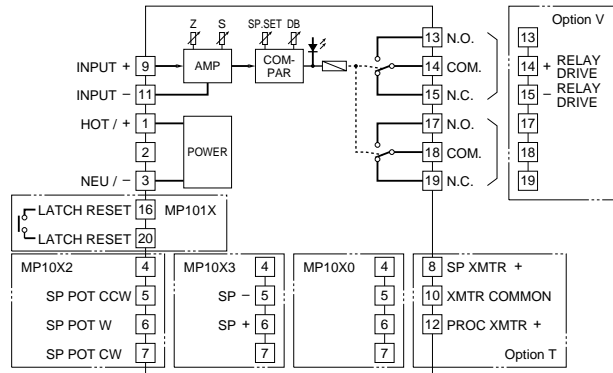 Z S SP.SET DB
13 N.O.
INPUT + 9 AMP COM-
PAR 14 COM.
INPUT − 11 15 N.C.
HOT / + 1 17 N.O.
2 POWER 18 COM.
NEU / − 3 19 N.C.
Option V
13
14 + RELAY
DRIVE
15 − RELAY
DRIVE
17
18
19
LATCH RESET 16 MP101X
LATCH RESET 20
MP10X2 4
SP POT CCW 5
SP POT W 6
SP POT CW 7
MP10X3 4
SP − 5
SP + 6
7
MP10X0 4
5
6
7
8 SP XMTR +
10 XMTR COMMON
12 PROC XMTR +
Option T